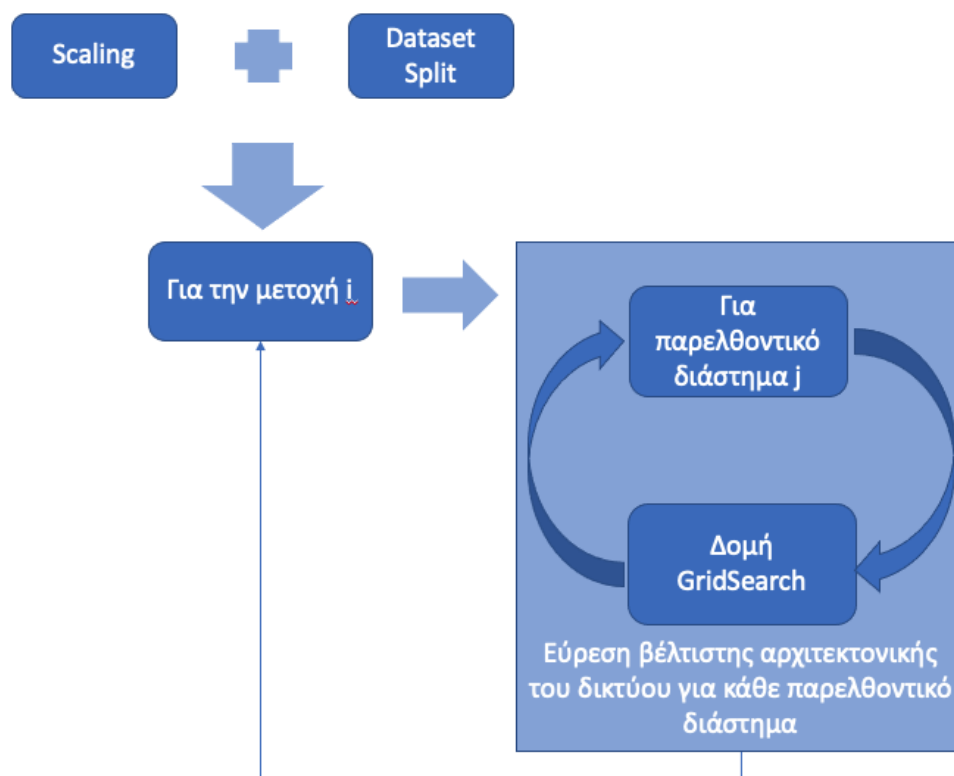 Scaling
Dataset
Split
Για την μετοχή i
Για
παρελθοντικό
διάστημα j
Δομή
GridSearch
Εύρεση βέλτιστης αρχιτεκτονικής
του δικτύου για κάθε παρελθοντικό
διάστημα